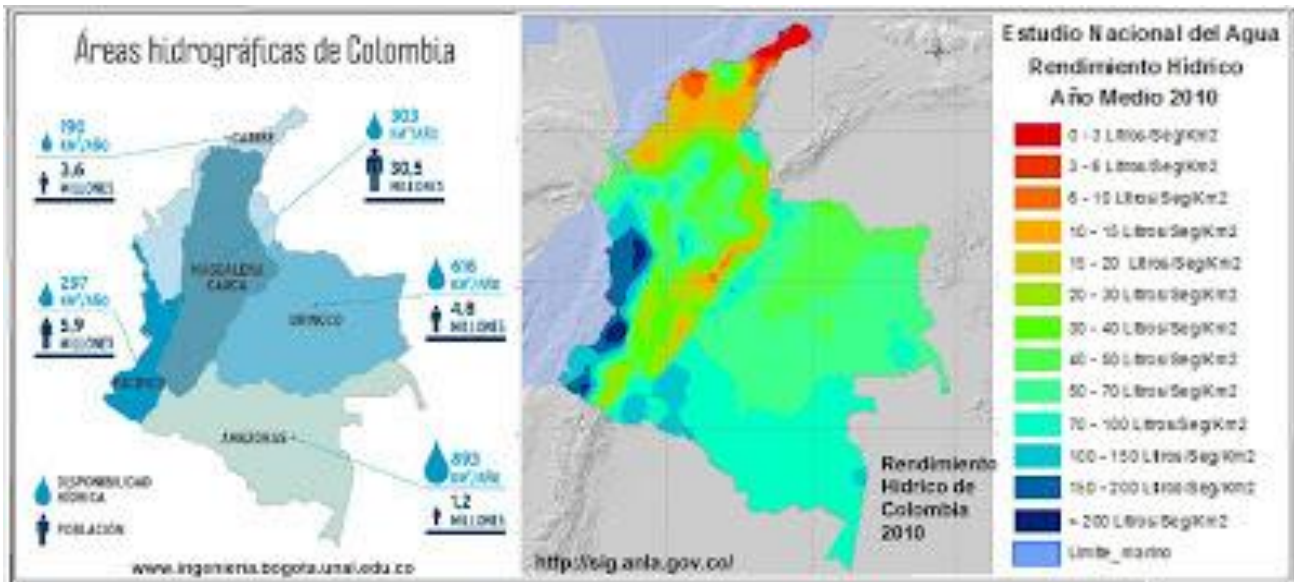 Áreas hidrográficas de Colombia
190
KM³/AÑO
3,6
MILLONES
CARIBE
303
KM³/AÑO
30,5
MILLONES
MAGDALENA
CAUCA
297
KM³/AÑO
5,9
MILLONES
ORINOCO
616
KM³/AÑO
4,8
MILLONES
PACÍFICO
AMAZONAS
893
KM³/AÑO
1,2
MILLONES
DISPONIBILIDAD
HÍDRICA
POBLACIÓN
www.ingenieria.bogota.unal.edu.co
Rendimiento
Hídrico de
Colombia
2010
http://sig.anla.gov.co/
Estudio Nacional del Agua
Rendimiento Hídrico
Año Medio 2010
0 - 3 Litros/Seg/Km2
3 - 6 Litros/Seg/Km2
6 - 10 Litros/Seg/Km2
10 - 15 Litros/Seg/Km2
15 - 20 Litros/Seg/Km2
20 - 30 Litros/Seg/Km2
30 - 40 Litros/Seg/Km2
40 - 50 Litros/Seg/Km2
50 - 70 Litros/Seg/Km2
70 - 100 Litros/Seg/Km2
100 - 150 Litros/Seg/Km2
150 - 200 Litros/Seg/Km2
> 200 Litros/Seg/Km2
Limite_marino